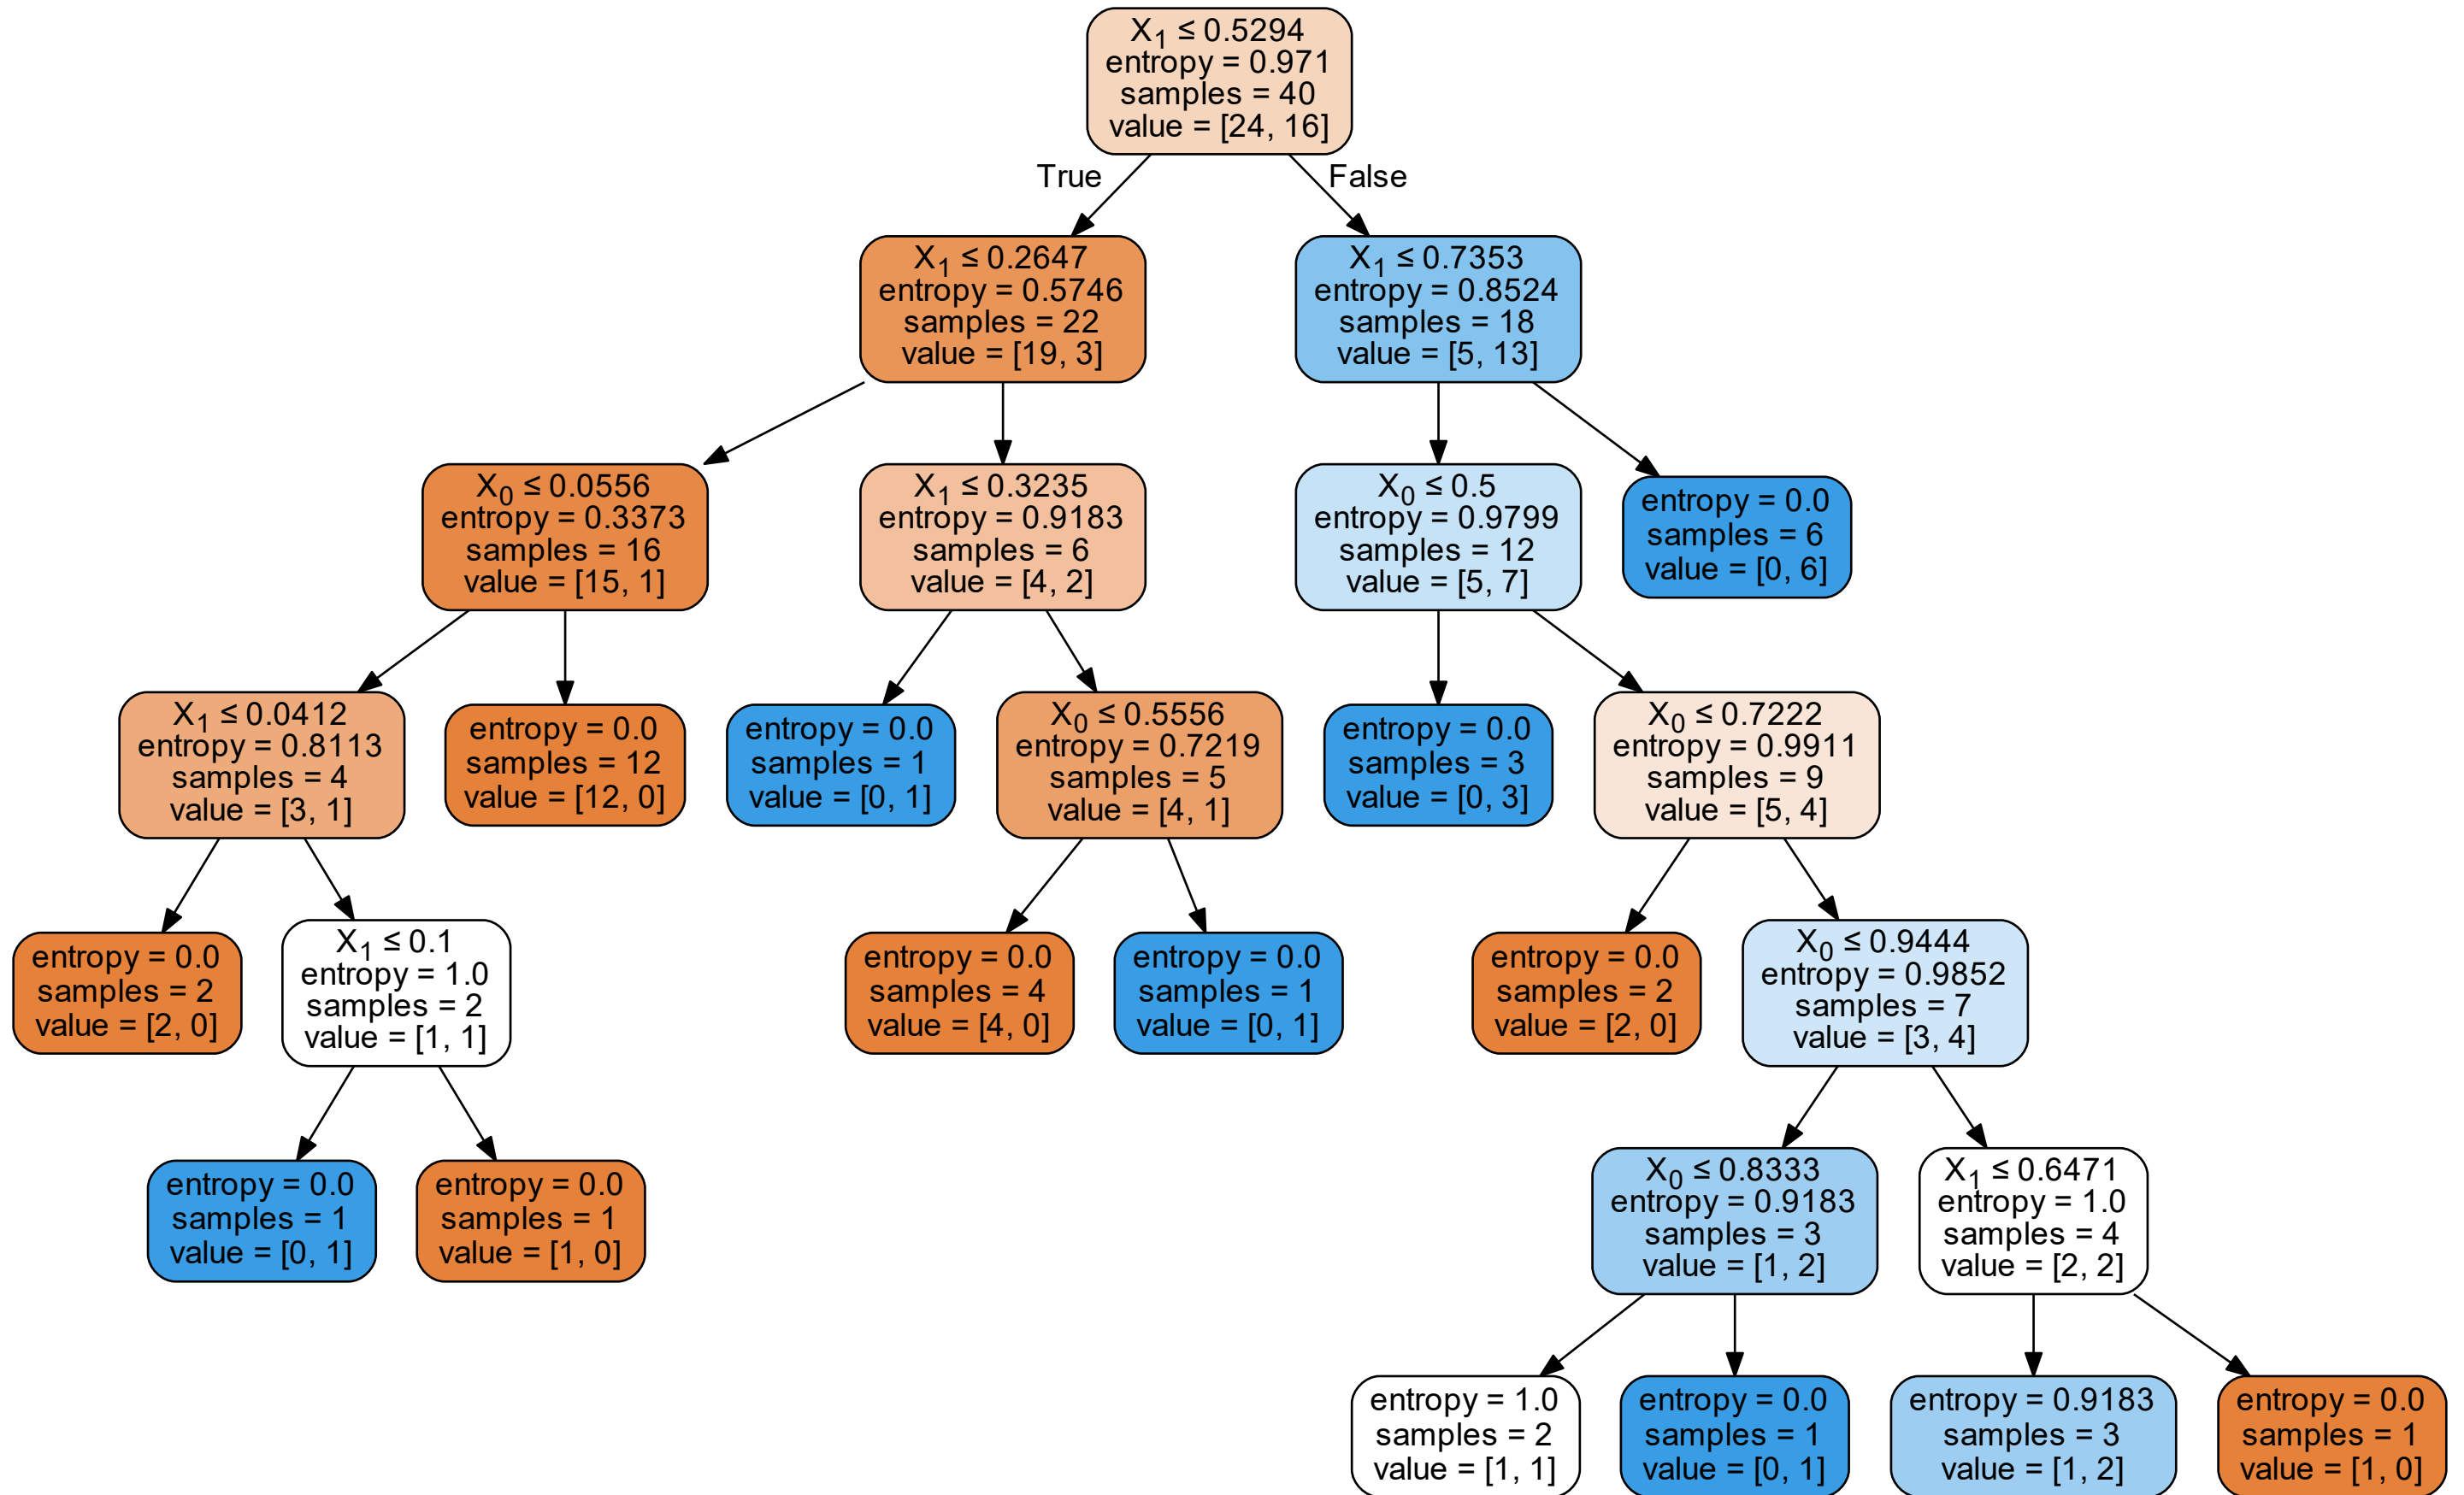 X1 ≤ 0.5294
entropy = 0.971
samples = 40
value = [24, 16]
True
False
X1 ≤ 0.2647
entropy = 0.5746
samples = 22
value = [19, 3]
X1 ≤ 0.7353
entropy = 0.8524
samples = 18
value = [5, 13]
X0 ≤ 0.0556
entropy = 0.3373
samples = 16
value = [15, 1]
X1 ≤ 0.3235
entropy = 0.9183
samples = 6
value = [4, 2]
X0 ≤ 0.5
entropy = 0.9799
samples = 12
value = [5, 7]
entropy = 0.0
samples = 6
value = [0, 6]
X1 ≤ 0.0412
entropy = 0.8113
samples = 4
value = [3, 1]
entropy = 0.0
samples = 12
value = [12, 0]
entropy = 0.0
samples = 1
value = [0, 1]
X0 ≤ 0.5556
entropy = 0.7219
samples = 5
value = [4, 1]
entropy = 0.0
samples = 3
value = [0, 3]
X0 ≤ 0.7222
entropy = 0.9911
samples = 9
value = [5, 4]
entropy = 0.0
samples = 2
value = [2, 0]
X1 ≤ 0.1
entropy = 1.0
samples = 2
value = [1, 1]
entropy = 0.0
samples = 4
value = [4, 0]
entropy = 0.0
samples = 1
value = [0, 1]
entropy = 0.0
samples = 2
value = [2, 0]
X0 ≤ 0.9444
entropy = 0.9852
samples = 7
value = [3, 4]
entropy = 0.0
samples = 1
value = [0, 1]
entropy = 0.0
samples = 1
value = [1, 0]
X0 ≤ 0.8333
entropy = 0.9183
samples = 3
value = [1, 2]
X1 ≤ 0.6471
entropy = 1.0
samples = 4
value = [2, 2]
entropy = 1.0
samples = 2
value = [1, 1]
entropy = 0.0
samples = 1
value = [0, 1]
entropy = 0.9183
samples = 3
value = [1, 2]
entropy = 0.0
samples = 1
value = [1, 0]